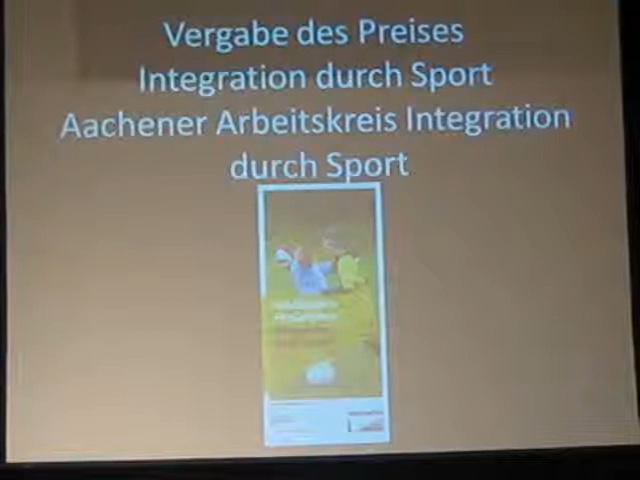 Vergabe des Preises
Integration durch Sport
Aachener Arbeitskreis Integration
durch Sport